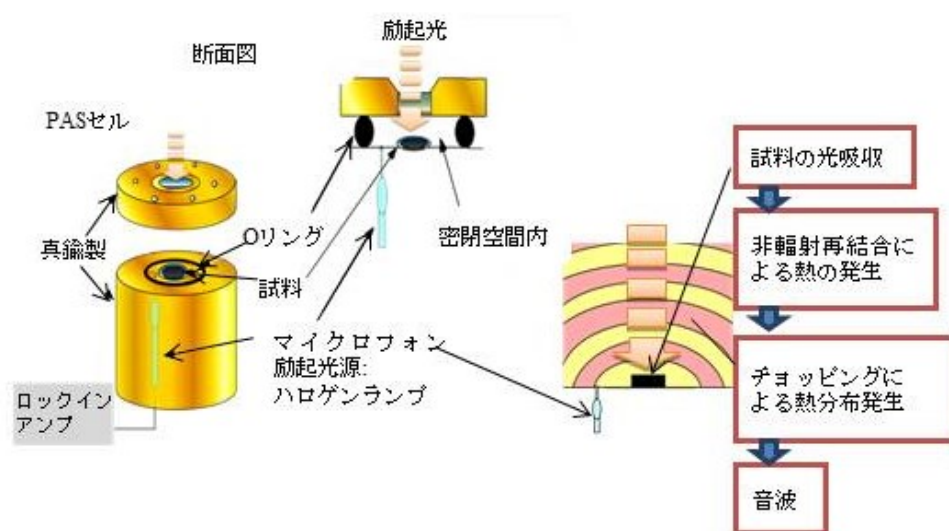 励起光
断面図
PASセル
真鍮製
Oリング
試料
密閉空間内
マイクロフォン
励起光源:
ハロゲンランプ
ロックイン
アンプ
試料の光吸収
非輻射再結合に
よる熱の発生
チョッピングに
よる熱分布発生
音波